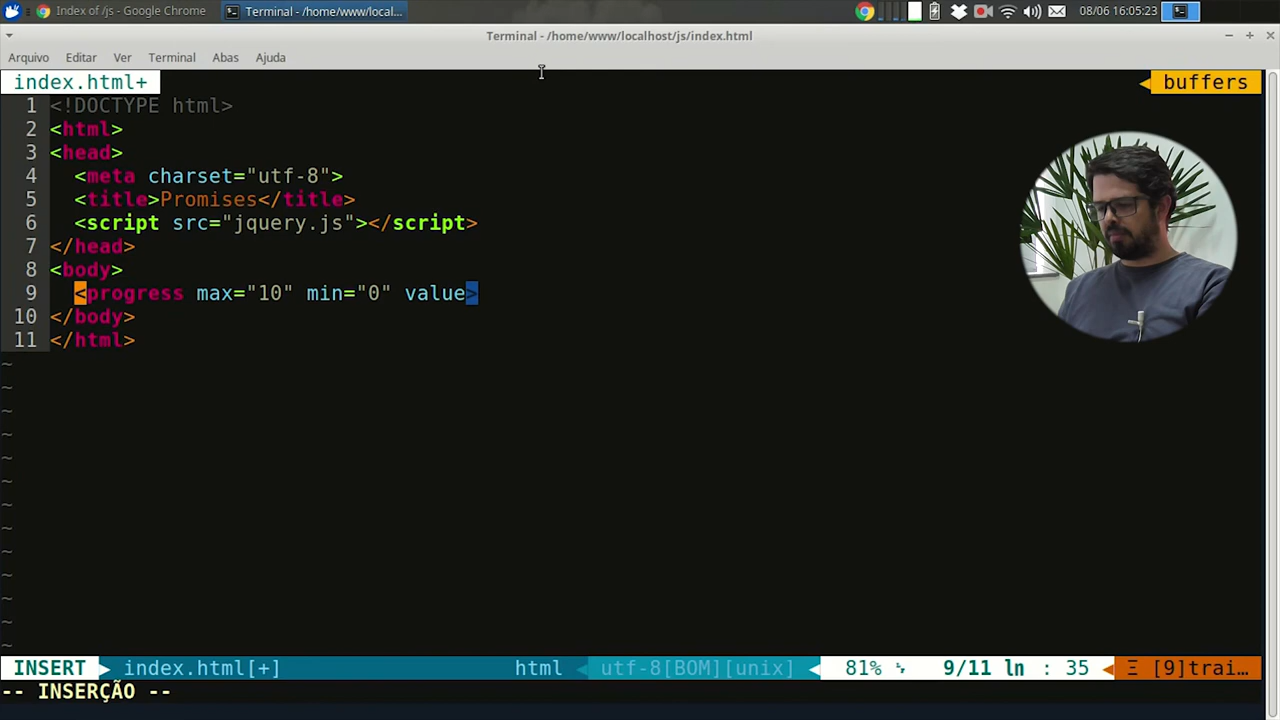 Index of /js - Google Chrome
Terminal - /home/www/local...
08/06 16:05:23
Terminal - /home/www/localhost/js/index.html
Arquivo Editar Ver Terminal Abas Ajuda
index.html+ buffers
1 <!DOCTYPE html>
2 <html>
3 <head>
4 <meta charset="utf-8">
5 <title>Promises</title>
6 <script src="jquery.js"></script>
7 </head>
8 <body>
9 <progress max="10" min="0" value>
10 </body>
11 </html>
~
~
~
~
~
~
~
~
~
~
~
~
~
INSERT index.html[+] html utf-8[BOM][unix] 81% ϟ 9/11 ln : 35 Ξ [9]trai…
-- INSERÇÃO --